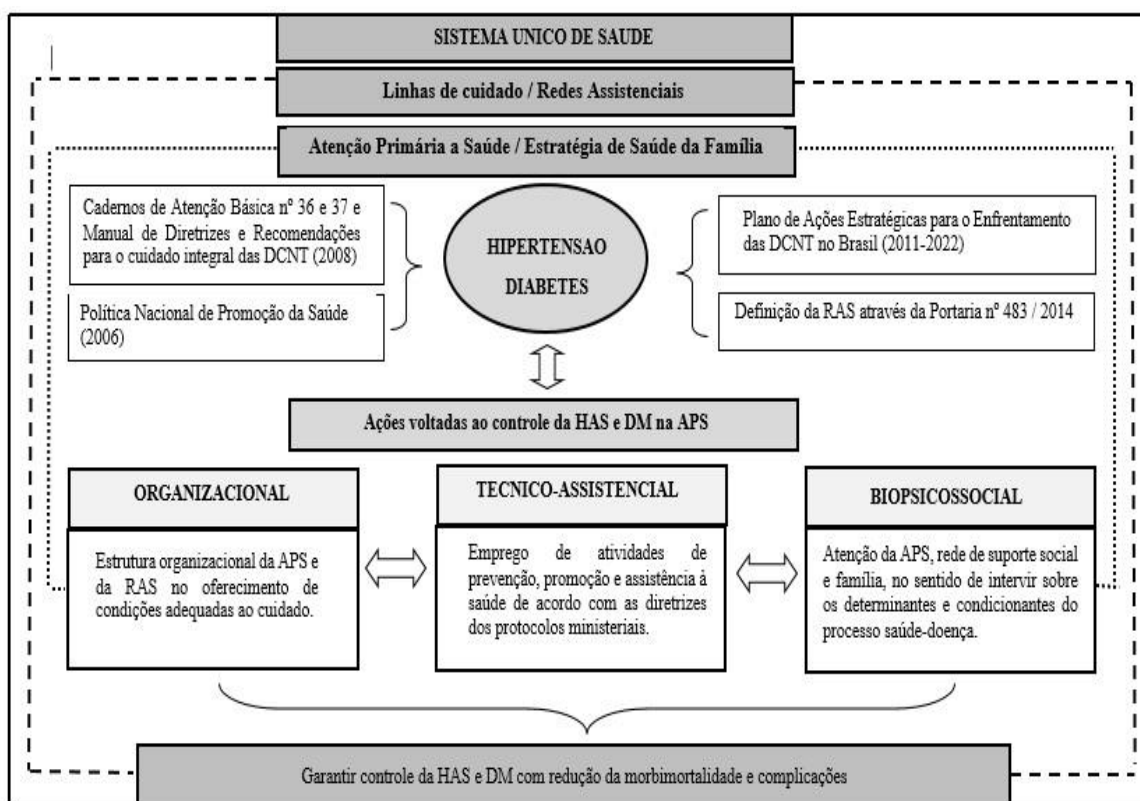 SISTEMA UNICO DE SAUDE
Linhas de cuidado / Redes Assistenciais
Atenção Primária a Saúde / Estratégia de Saúde da Família
Cadernos de Atenção Básica nº 36 e 37 e
Manual de Diretrizes e Recomendações
para o cuidado integral das DCNT (2008)
Política Nacional de Promoção da Saúde
(2006)
HIPERTENSAO
DIABETES
Plano de Ações Estratégicas para o Enfrentamento
das DCNT no Brasil (2011-2022)
Definição da RAS através da Portaria nº 483 / 2014
Ações voltadas ao controle da HAS e DM na APS
ORGANIZACIONAL
Estrutura organizacional da APS e
da RAS no oferecimento de
condições adequadas ao cuidado.
TECNICO-ASSISTENCIAL
Emprego de atividades de
prevenção, promoção e assistência à
saúde de acordo com as diretrizes
dos protocolos ministeriais.
BIOPSICOSSOCIAL
Atenção da APS, rede de suporte social
e família, no sentido de intervir sobre
os determinantes e condicionantes do
processo saúde-doença.
Garantir controle da HAS e DM com redução da morbimortalidade e complicações